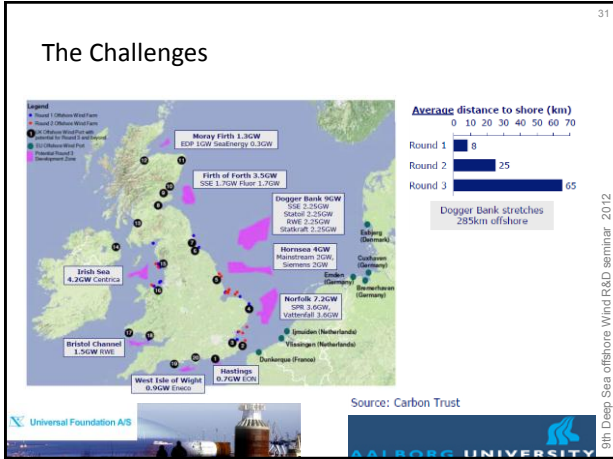 31
The Challenges
Legend
Round 1 Offshore Wind Farm
Round 2 Offshore Wind Farm
UK Offshore Wind Port with
potential for Round 3 and beyond
EU Offshore Wind Port
Potential Round 3
Development Zone
Moray Firth 1.3GW
EDP 1GW SeaEnergy 0.3GW
Firth of Forth 3.5GW
SSE 1.7GW Fluor 1.7GW
Dogger Bank 9GW
SSE 2.25GW
Statoil 2.25GW
RWE 2.25GW
Statkraft 2.25GW
Hornsea 4GW
Mainstream 2GW,
Siemens 2GW
Norfolk 7.2GW
SPR 3.6GW,
Vattenfall 3.6GW
Irish Sea
4.2GW Centrica
Bristol Channel
1.5GW RWE
West Isle of Wight
0.9GW Eneco
Hastings
0.7GW EON
Esbjerg
(Denmark)
Cuxhaven
(Germany)
Emden
(Germany)
Bremerhaven
(Germany)
Ijmuiden (Netherlands)
Vlissingen (Netherlands)
Dunkerque (France)
Average distance to shore (km)
0 10 20 30 40 50 60 70
Round 1 8
Round 2 25
Round 3 65
Dogger Bank stretches
285km offshore
Source: Carbon Trust
Universal Foundation A/S
AALBORG UNIVERSITY
9th Deep Sea offshore Wind R&D seminar 2012